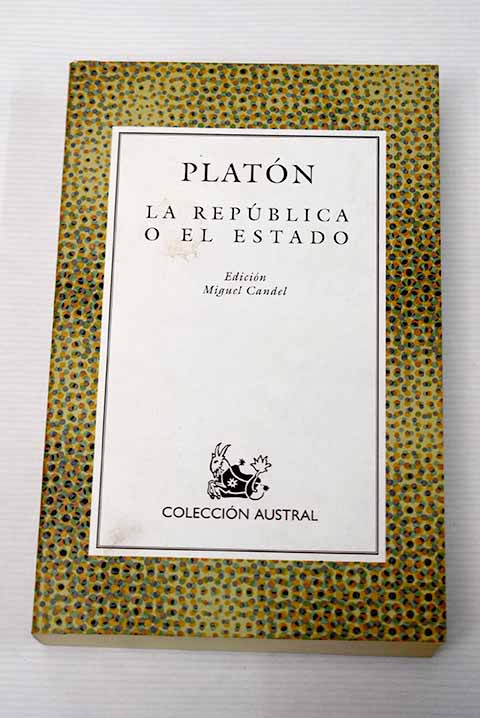 PLATÓN
LA REPÚBLICA
O EL ESTADO
Edición
Miguel Candel
COLECCIÓN AUSTRAL